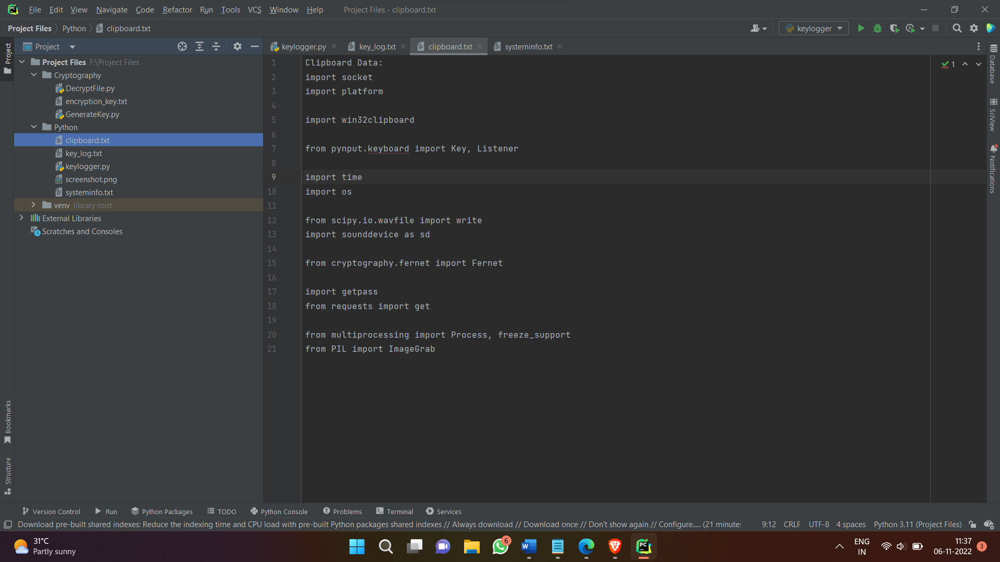 File Edit View Navigate Code Refactor Run Tools VCS Window Help Project Files - clipboard.txt
Project Files Python clipboard.txt keylogger
Project keylogger.py key_log.txt clipboard.txt systeminfo.txt
Project
Project Files F:\Project Files
Cryptography
DecryptFile.py
encryption_key.txt
GenerateKey.py
Python
clipboard.txt
key_log.txt
keylogger.py
screenshot.png
systeminfo.txt
venv library root
External Libraries
Scratches and Consoles
Bookmarks
Structure
1 Clipboard Data:
2 import socket
3 import platform
4
5 import win32clipboard
6
7 from pynput.keyboard import Key, Listener
8
9 import time
10 import os
11
12 from scipy.io.wavfile import write
13 import sounddevice as sd
14
15 from cryptography.fernet import Fernet
16
17 import getpass
18 from requests import get
19
20 from multiprocessing import Process, freeze_support
21 from PIL import ImageGrab
1
Database
SciView
Notifications
Version Control Run Python Packages TODO Python Console Problems Terminal Services
Download pre-built shared indexes: Reduce the indexing time and CPU load with pre-built Python packages shared indexes // Always download // Download once // Don't show again // Configure..... (21 minutes 9:12 CRLF UTF-8 4 spaces Python 3.11 (Project Files)
31°C
Partly sunny
6
ENG
IN
11:37
06-11-2022
3